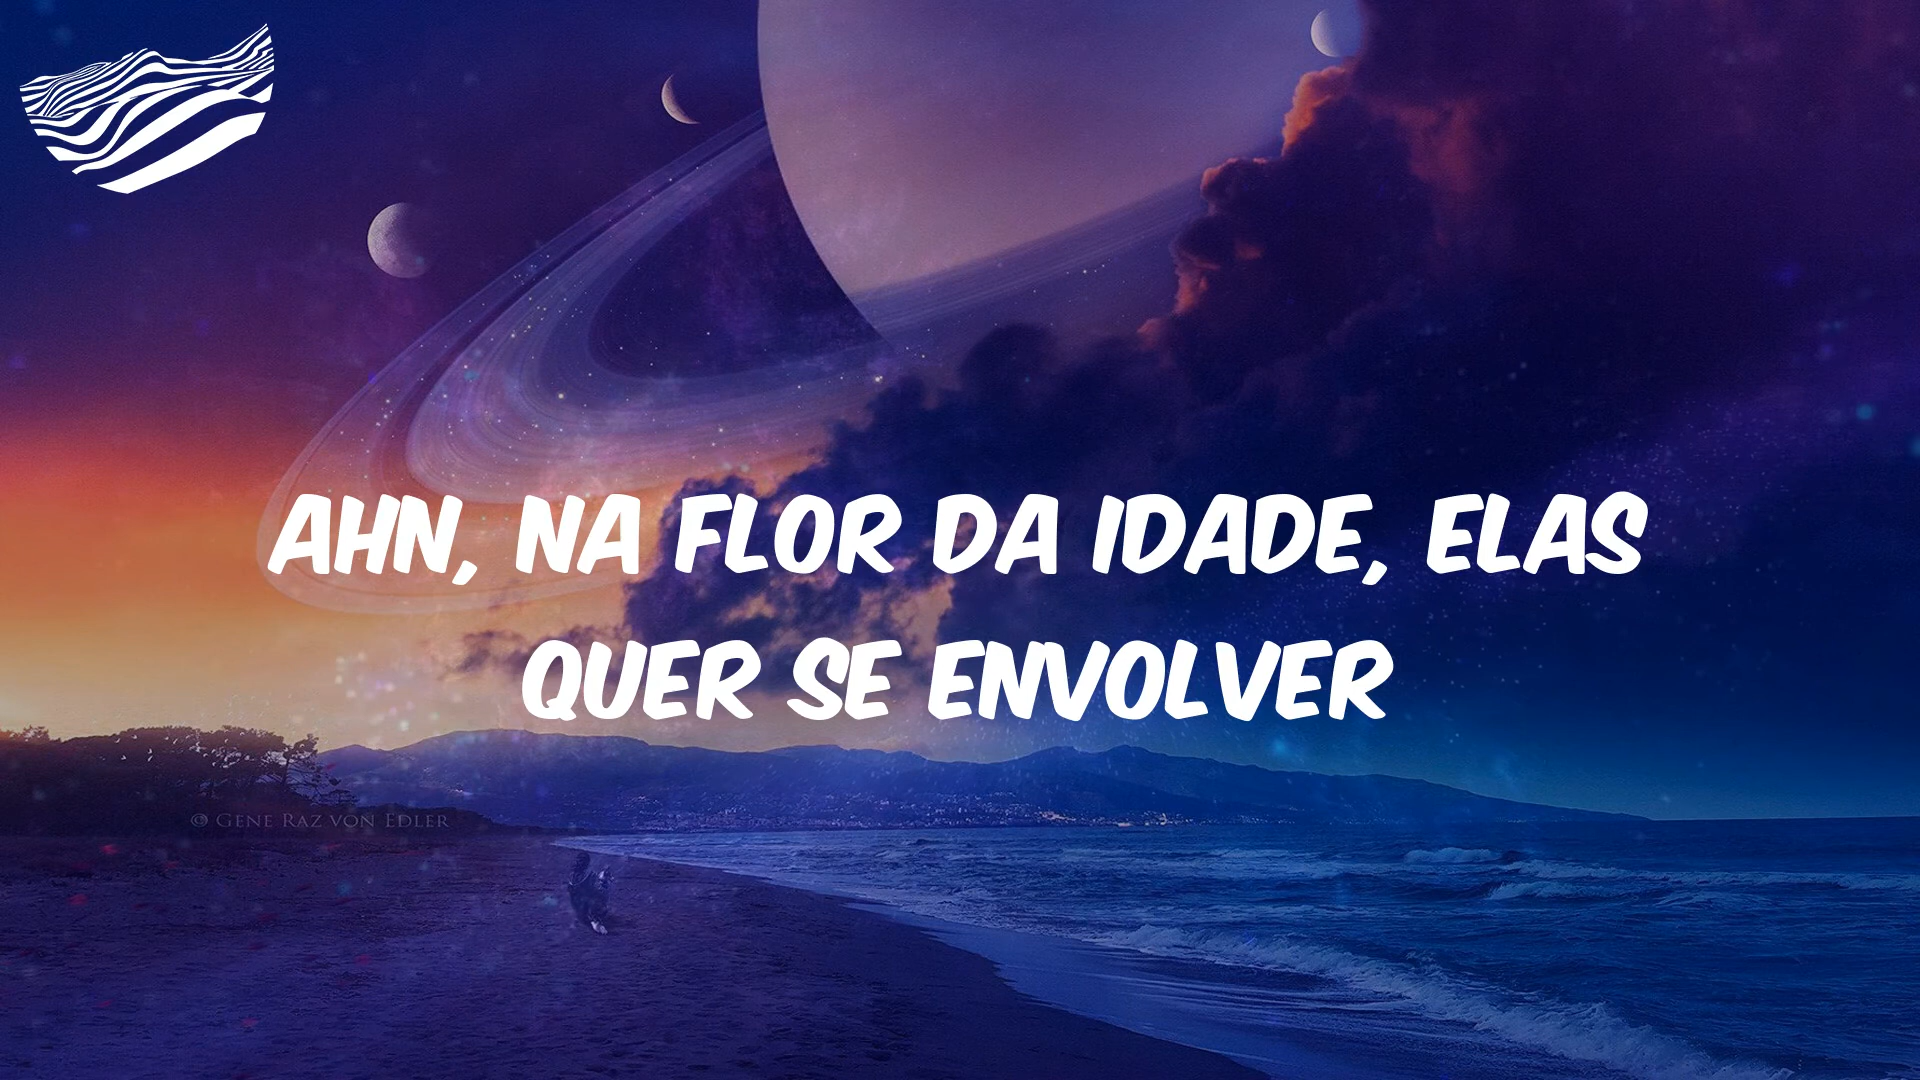 AHN, NA FLOR DA IDADE, ELAS
QUER SE ENVOLVER
© GENE RAZ VON EDLER